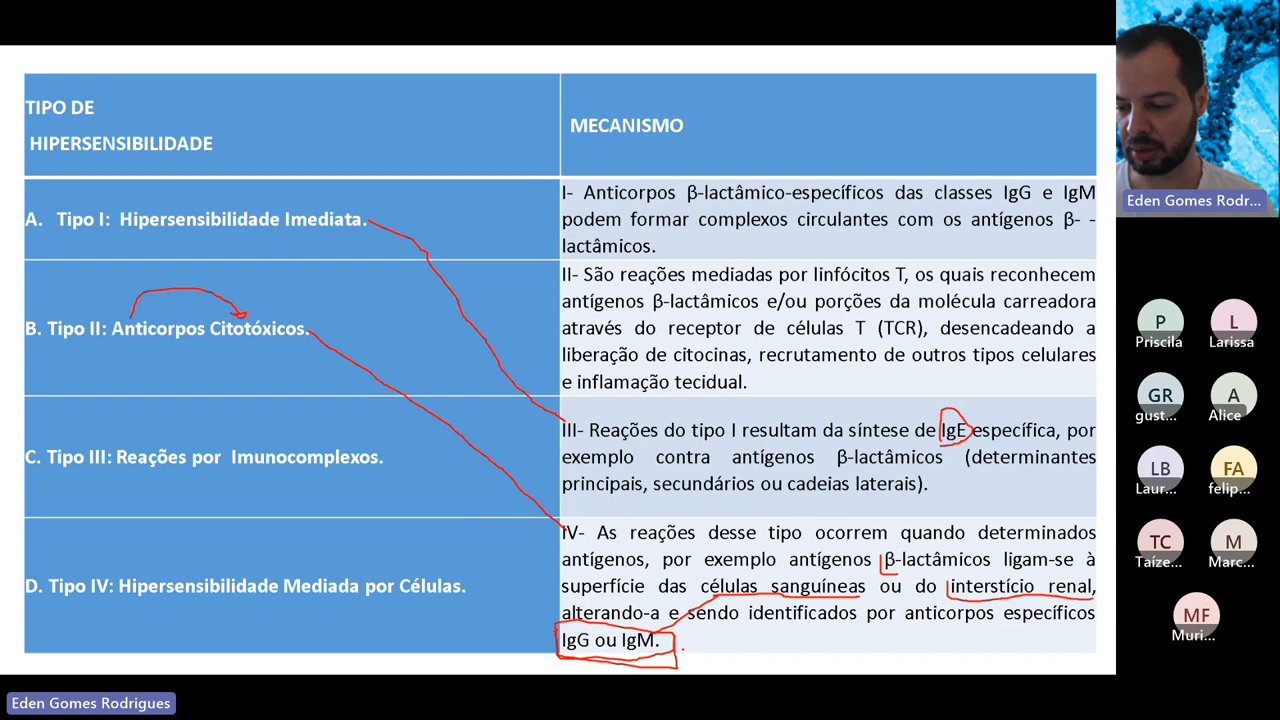 TIPO DE
HIPERSENSIBILIDADE
MECANISMO
A. Tipo I: Hipersensibilidade Imediata.
I- Anticorpos β-lactâmico-específicos das classes IgG e IgM
podem formar complexos circulantes com os antígenos β- -
lactâmicos.
B. Tipo II: Anticorpos Citotóxicos.
II- São reações mediadas por linfócitos T, os quais reconhecem
antígenos β-lactâmicos e/ou porções da molécula carreadora
através do receptor de células T (TCR), desencadeando a
liberação de citocinas, recrutamento de outros tipos celulares
e inflamação tecidual.
C. Tipo III: Reações por Imunocomplexos.
III- Reações do tipo I resultam da síntese de IgE específica, por
exemplo contra antígenos β-lactâmicos (determinantes
principais, secundários ou cadeias laterais).
D. Tipo IV: Hipersensibilidade Mediada por Células.
IV- As reações desse tipo ocorrem quando determinados
antígenos, por exemplo antígenos β-lactâmicos ligam-se à
superfície das células sanguíneas ou do interstício renal,
alterando-a e sendo identificados por anticorpos específicos
IgG ou IgM.
Eden Gomes Rodr...
P
L
Priscila
Larissa
GR
A
gust...
Alice
LB
FA
Laur...
felip...
TC
M
Taíze...
Marc...
MF
Muri...
Eden Gomes Rodrigues